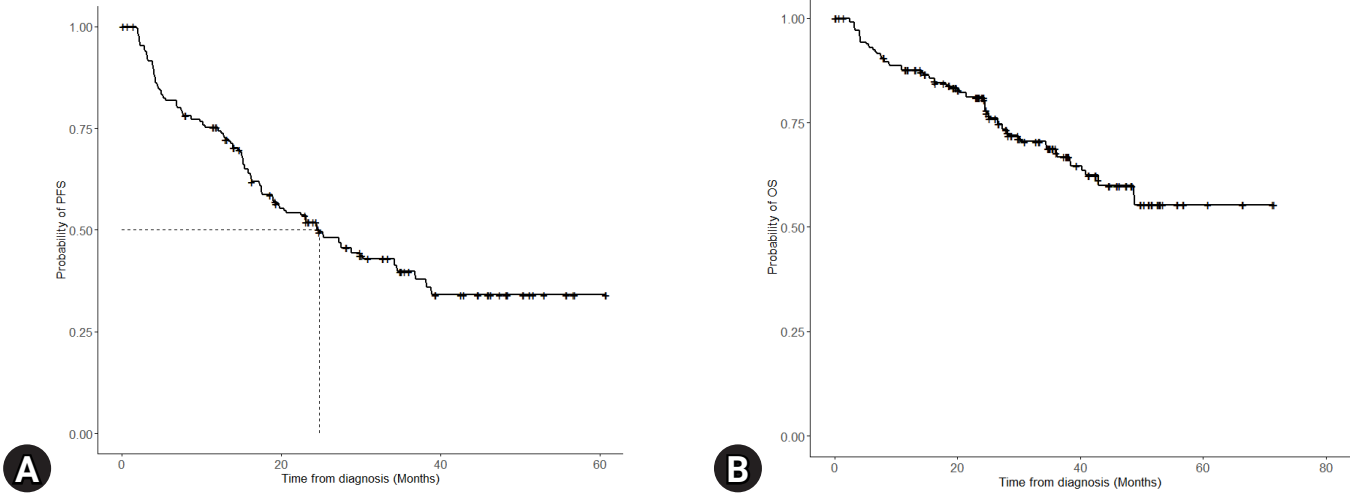 Probability of PFS
1.00
0.75
0.50
0.25
0.00
0 20 40 60
Time from diagnosis (Months)
A
Probability of OS
1.00
0.75
0.50
0.25
0.00
0 20 40 60 80
Time from diagnosis (Months)
B